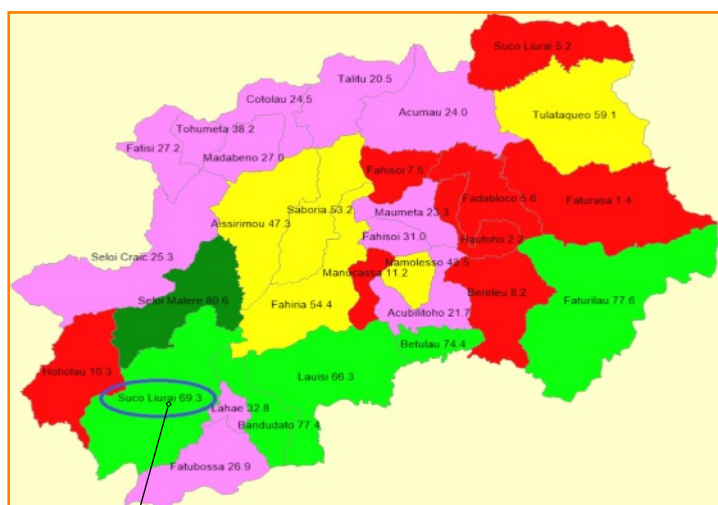 Suco Liurai 5.2
Talitu 20.5
Cotolau 24.5
Acumau 24.0
Tulataqueo 59.1
Tohumeta 38.2
Fatisi 27.2
Madabeno 27.0
Fahisoi 7.5
Fadabloco 5.6
Faturasa 1.4
Saboria 53.2
Maumeta 23.3
Aissirimou 47.3
Fahisoi 31.0
Hautoho 2.7
Seloi Craic 25.3
Namolesso 43.5
Manucassa 11.2
Bereleu 8.2
Seloi Malere 80.6
Fahiria 54.4
Faturilau 77.6
Acubilitoho 21.7
Betulau 74.4
Hoholau 10.3
Lauisi 66.3
Suco Liurai 69.3
Lahae 32.8
Bandudato 77.4
Fatubossa 26.9